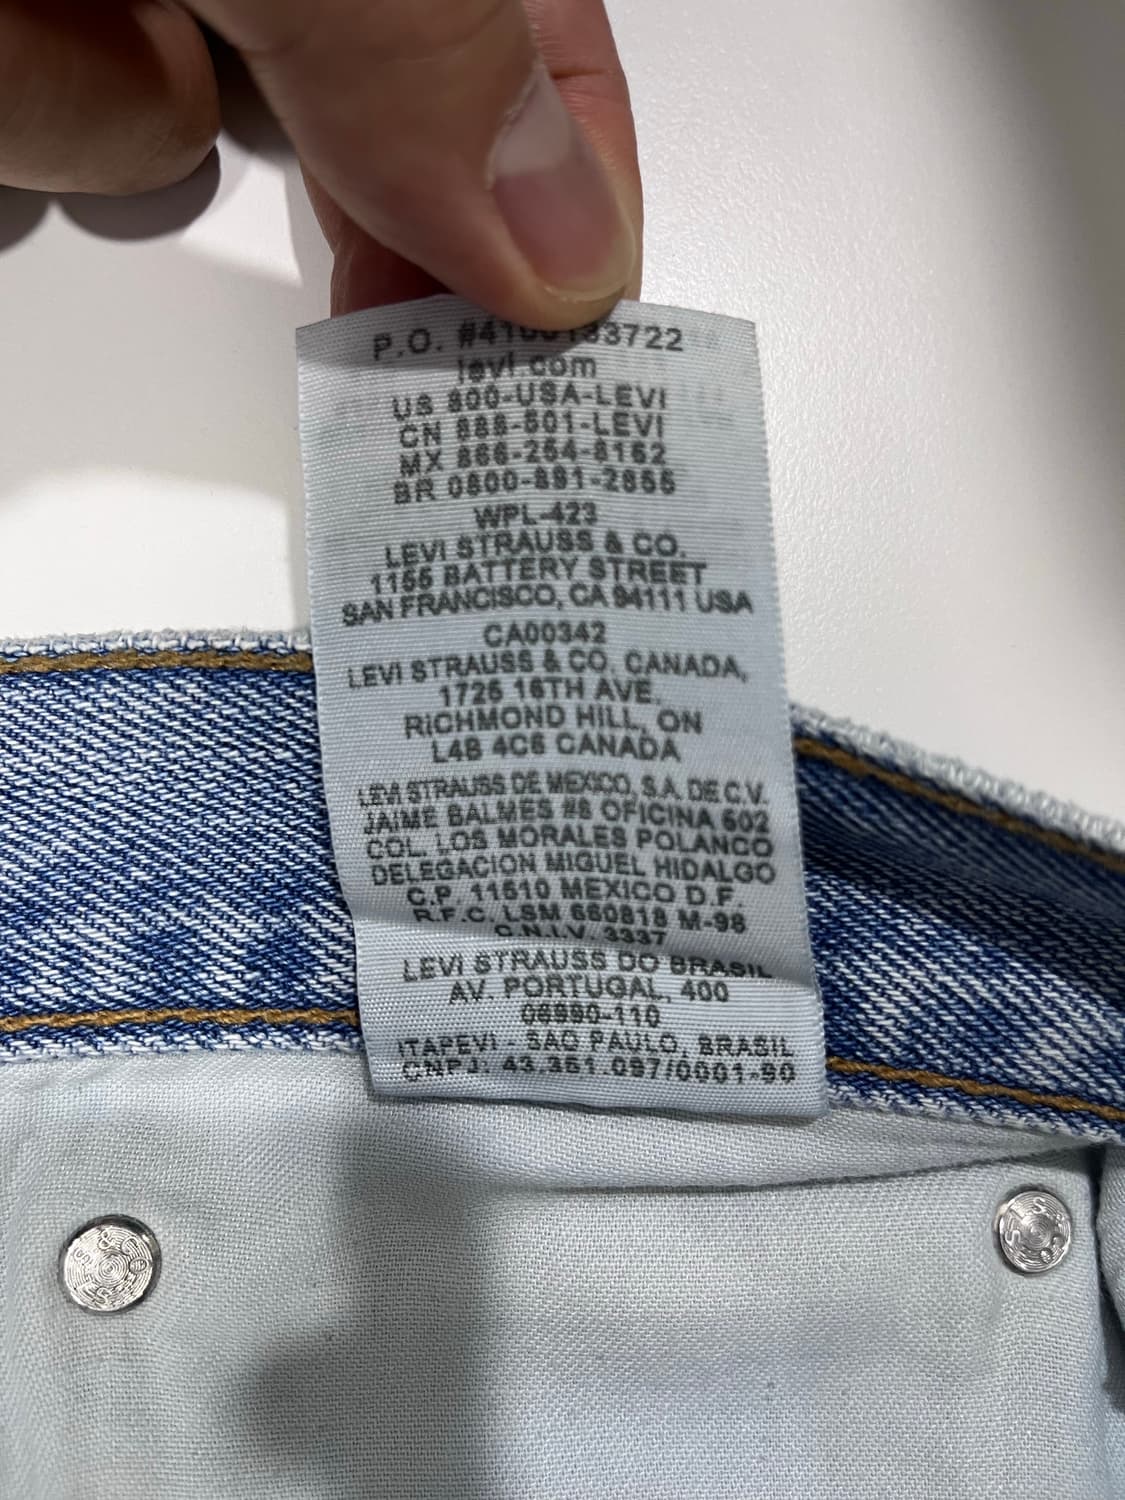 P.O. #4100133722
levi.com
US 800-USA-LEVI
CN 888-501-LEVI
MX 866-254-8162
BR 0800-891-2855
WPL-423
LEVI STRAUSS & CO.
1155 BATTERY STREET
SAN FRANCISCO, CA 94111 USA
CA00342
LEVI STRAUSS & CO. CANADA,
1725 16TH AVE.
RICHMOND HILL, ON
L4B 4C6 CANADA
LEVI STRAUSS DE MEXICO, S.A. DE C.V.
JAIME BALMES #8 OFICINA 602
COL. LOS MORALES POLANCO
DELEGACION MIGUEL HIDALGO
C.P. 11510 MEXICO D.F.
R.F.C. LSM 650818 M-98
C.N.I.V. 3337
LEVI STRAUSS DO BRASIL
AV. PORTUGAL, 400
06690-110
ITAPEVI - SAO PAULO, BRASIL
CNPJ: 43.351.097/0001-90